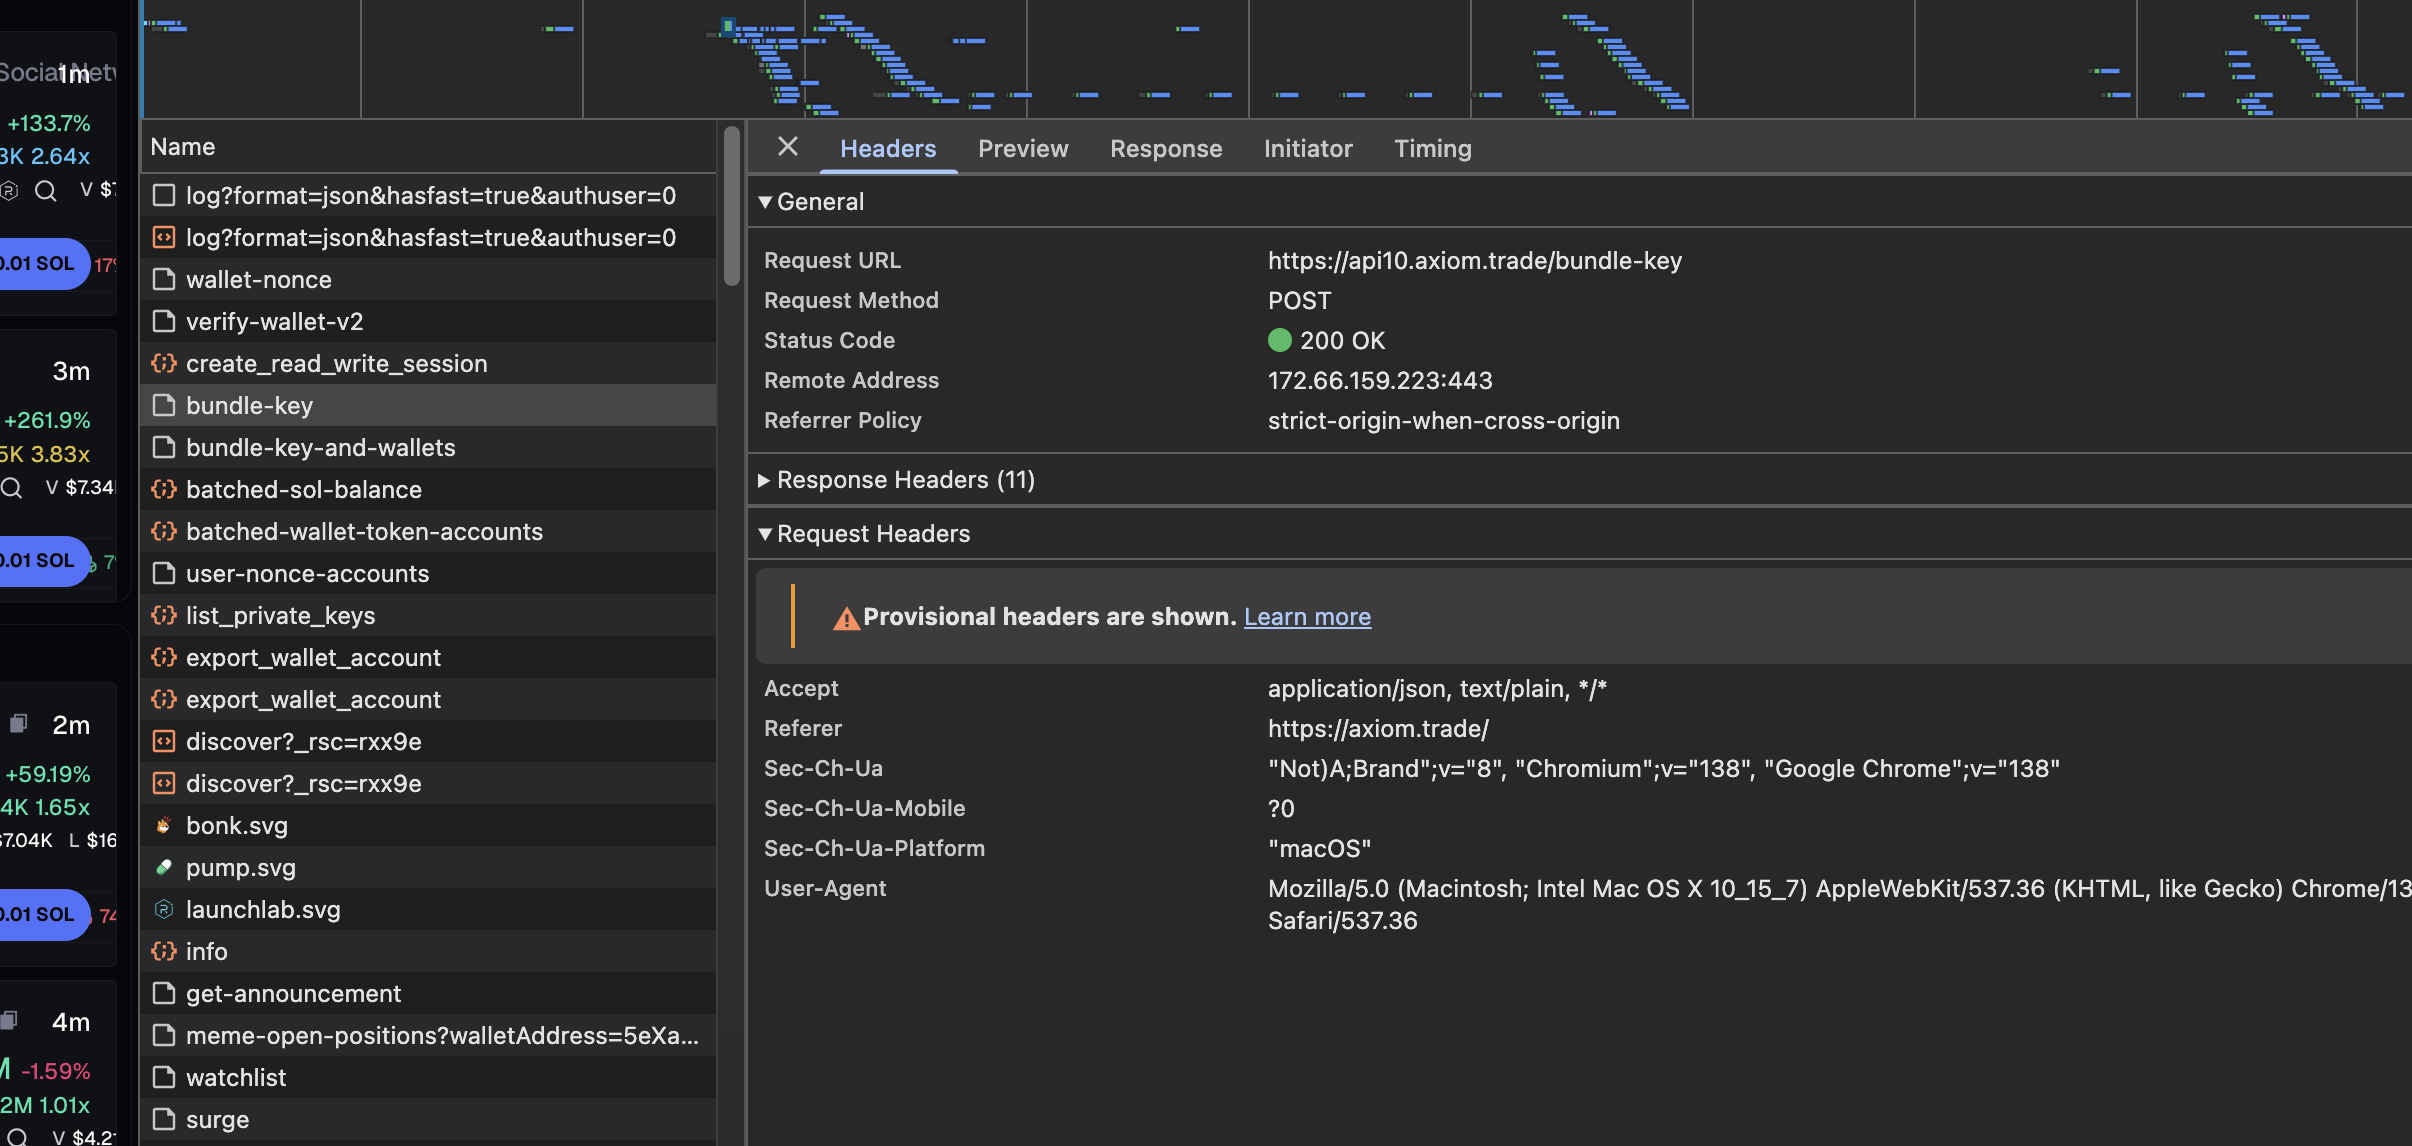 Social Netw
1m
+133.7%
3K 2.64x
V $7
0.01 SOL
17%
3m
+261.9%
5K 3.83x
V $7.34
0.01 SOL
7
2m
+59.19%
4K 1.65x
$7.04K L $16
0.01 SOL
74
4m
M -1.59%
2M 1.01x
V $4.2
Name
log?format=json&hasfast=true&authuser=0
log?format=json&hasfast=true&authuser=0
wallet-nonce
verify-wallet-v2
create_read_write_session
bundle-key
bundle-key-and-wallets
batched-sol-balance
batched-wallet-token-accounts
user-nonce-accounts
list_private_keys
export_wallet_account
export_wallet_account
discover?_rsc=rxx9e
discover?_rsc=rxx9e
bonk.svg
pump.svg
launchlab.svg
info
get-announcement
meme-open-positions?walletAddress=5eXa...
watchlist
surge
Headers Preview Response Initiator Timing
General
Request URL https://api10.axiom.trade/bundle-key
Request Method POST
Status Code 200 OK
Remote Address 172.66.159.223:443
Referrer Policy strict-origin-when-cross-origin
Response Headers (11)
Request Headers
Provisional headers are shown. Learn more
Accept application/json, text/plain, */*
Referer https://axiom.trade/
Sec-Ch-Ua "Not)A;Brand";v="8", "Chromium";v="138", "Google Chrome";v="138"
Sec-Ch-Ua-Mobile ?0
Sec-Ch-Ua-Platform "macOS"
User-Agent Mozilla/5.0 (Macintosh; Intel Mac OS X 10_15_7) AppleWebKit/537.36 (KHTML, like Gecko) Chrome/13
Safari/537.36